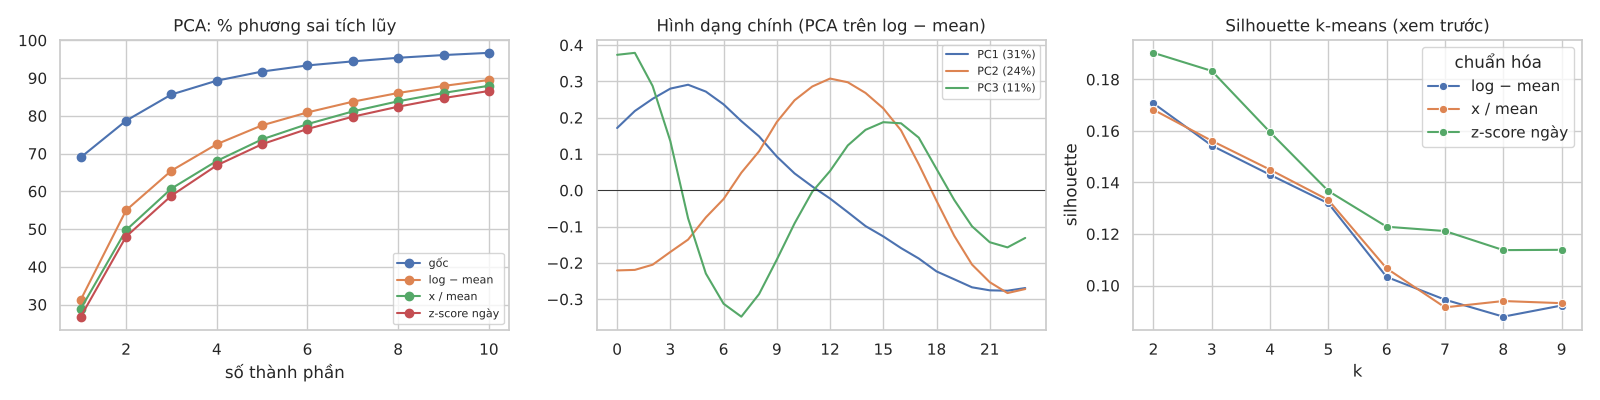 PCA: % phương sai tích lũy
100
90
80
70
60
50
40
30
2
4
6
8
10
số thành phần
gốc
log − mean
x / mean
z-score ngày
Hình dạng chính (PCA trên log − mean)
0.4
0.3
0.2
0.1
0.0
−0.1
−0.2
−0.3
0
3
6
9
12
15
18
21
PC1 (31%)
PC2 (24%)
PC3 (11%)
Silhouette k-means (xem trước)
silhouette
0.18
0.16
0.14
0.12
0.10
2
3
4
5
6
7
8
9
k
chuẩn hóa
log − mean
x / mean
z-score ngày